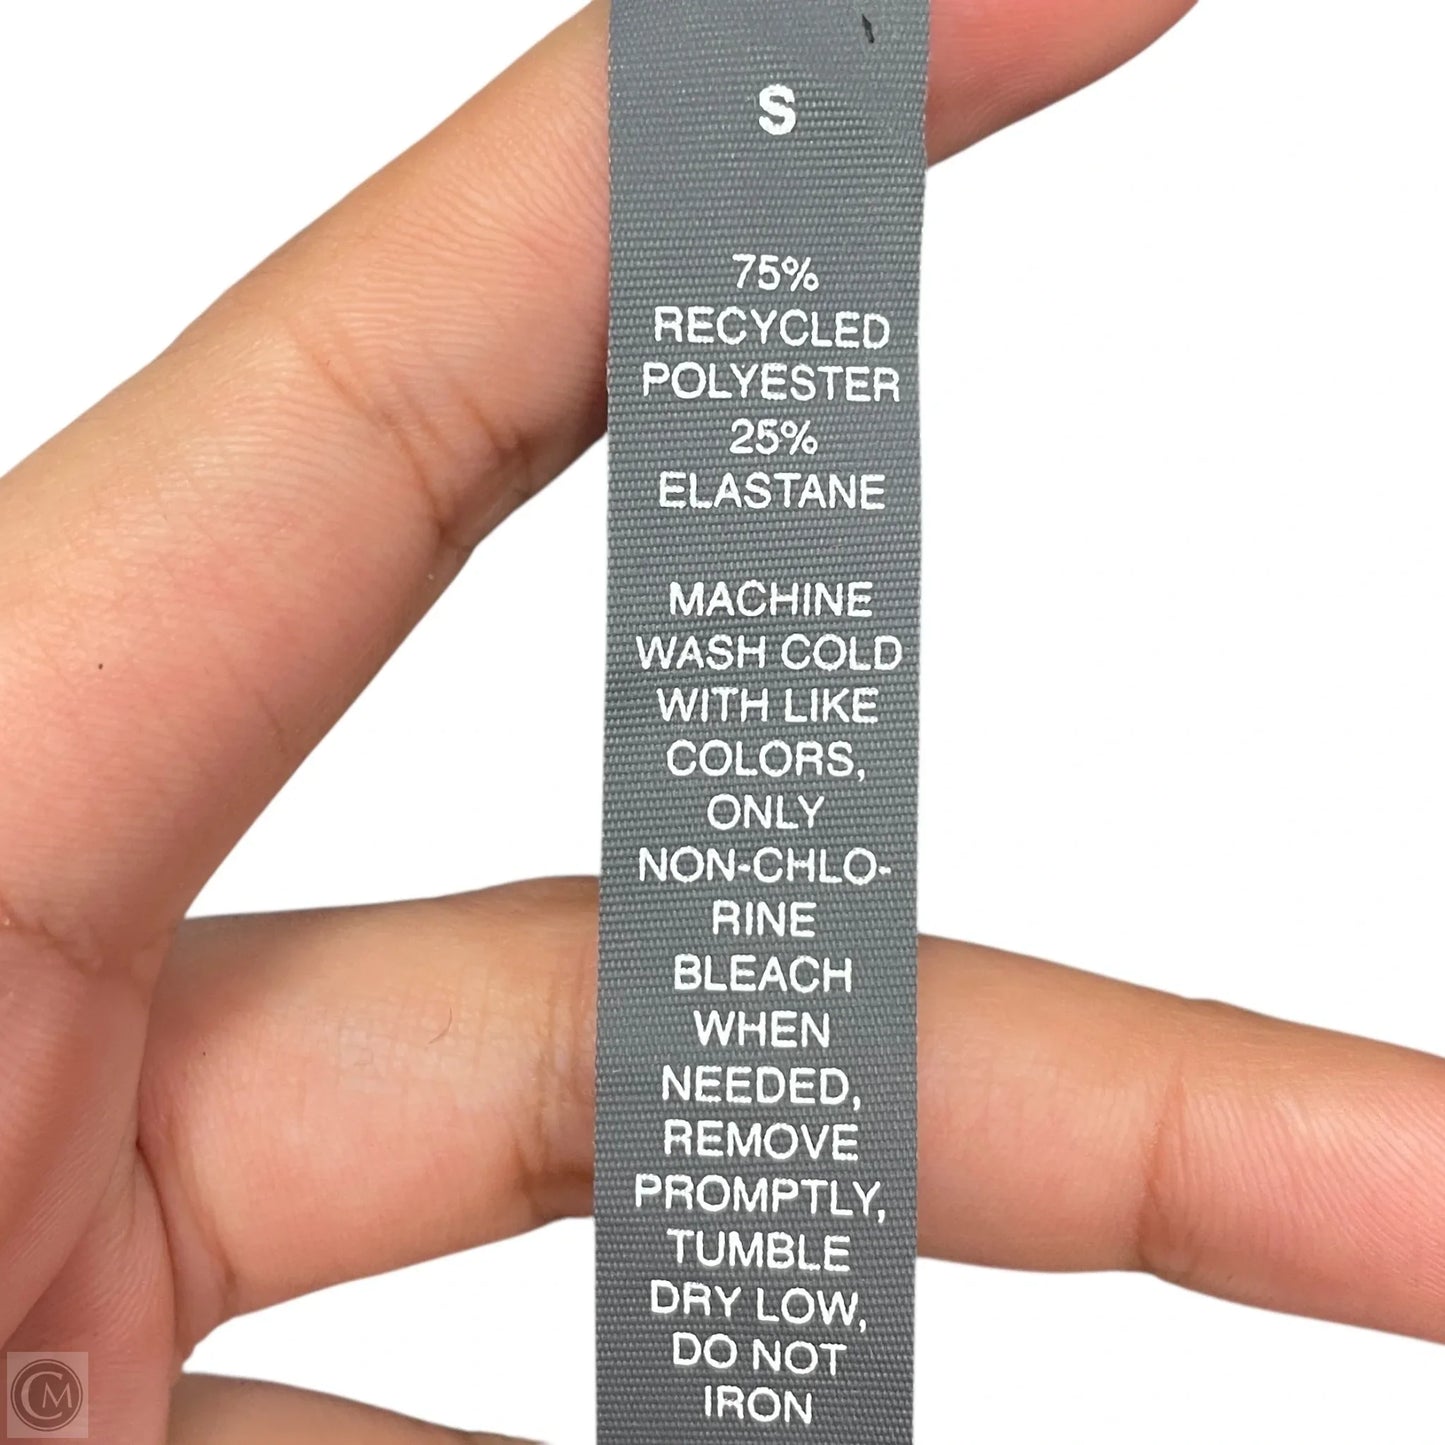 S
75%
RECYCLED
POLYESTER
25%
ELASTANE
MACHINE
WASH COLD
WITH LIKE
COLORS,
ONLY
NON-CHLO-
RINE
BLEACH
WHEN
NEEDED,
REMOVE
PROMPTLY,
TUMBLE
DRY LOW,
DO NOT
IRON
CM